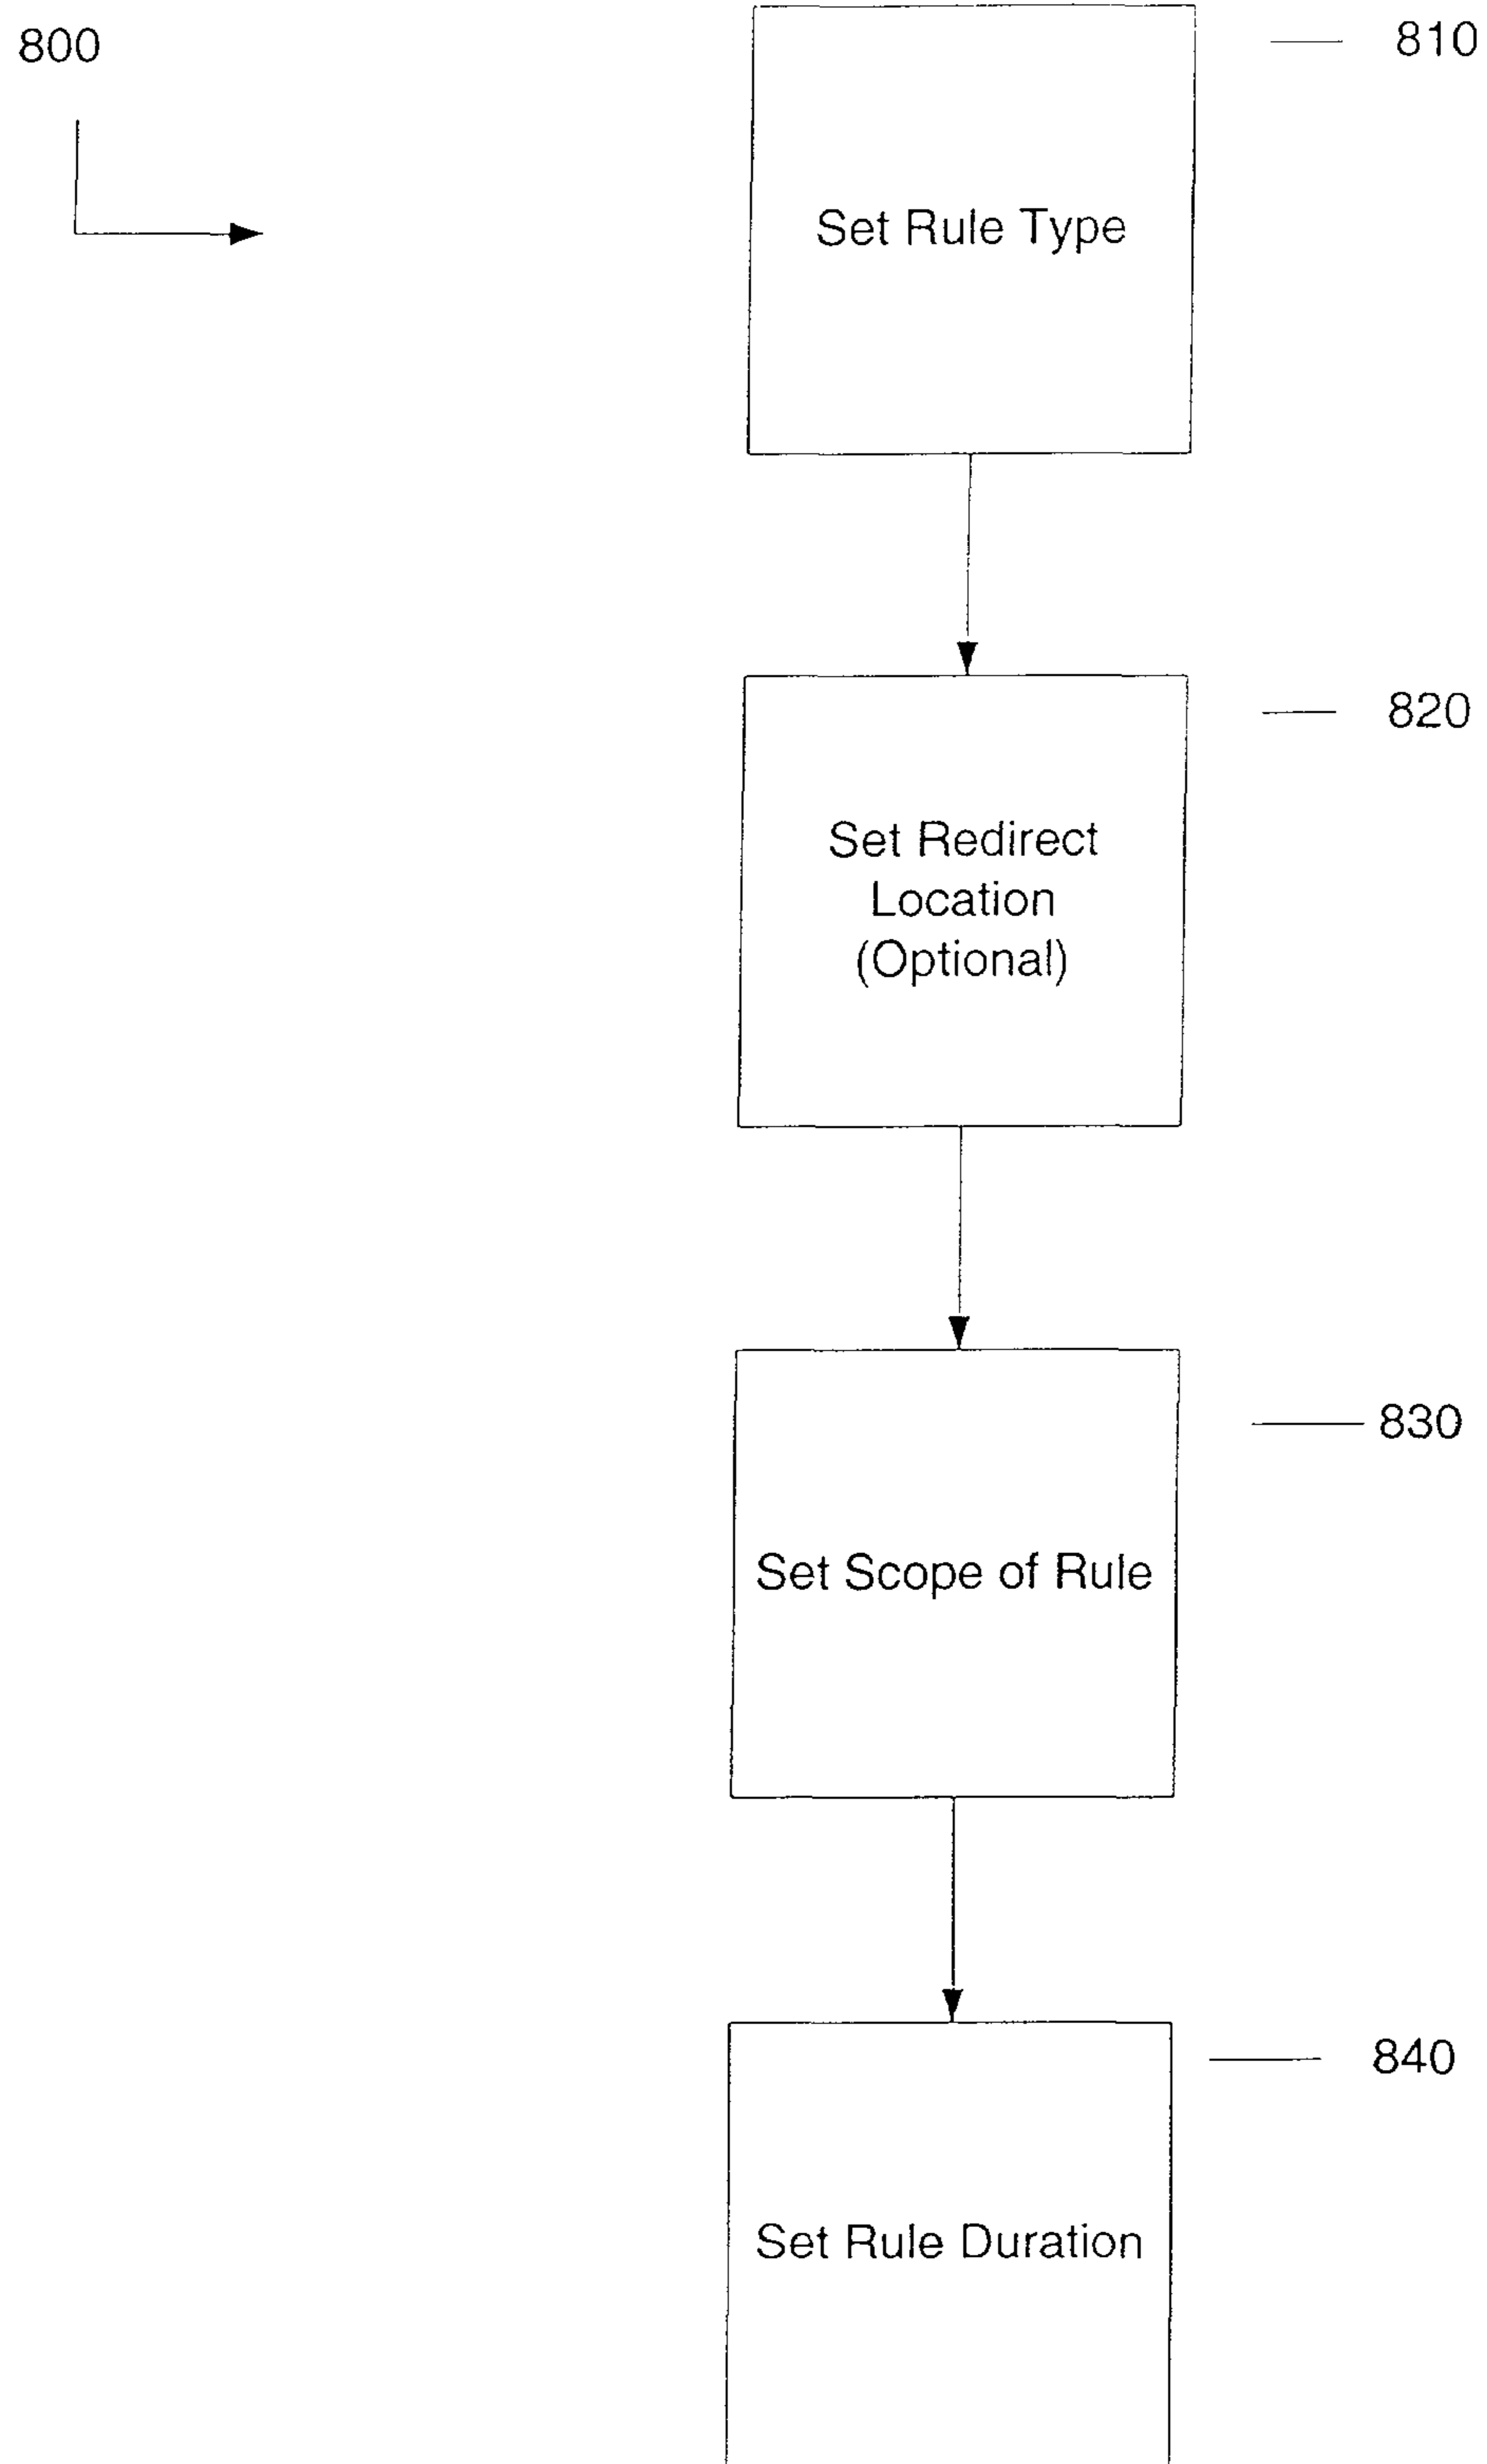 800
810
Set Rule Type
820
Set Redirect
Location
(Optional)
830
Set Scope of Rule
840
Set Rule Duration